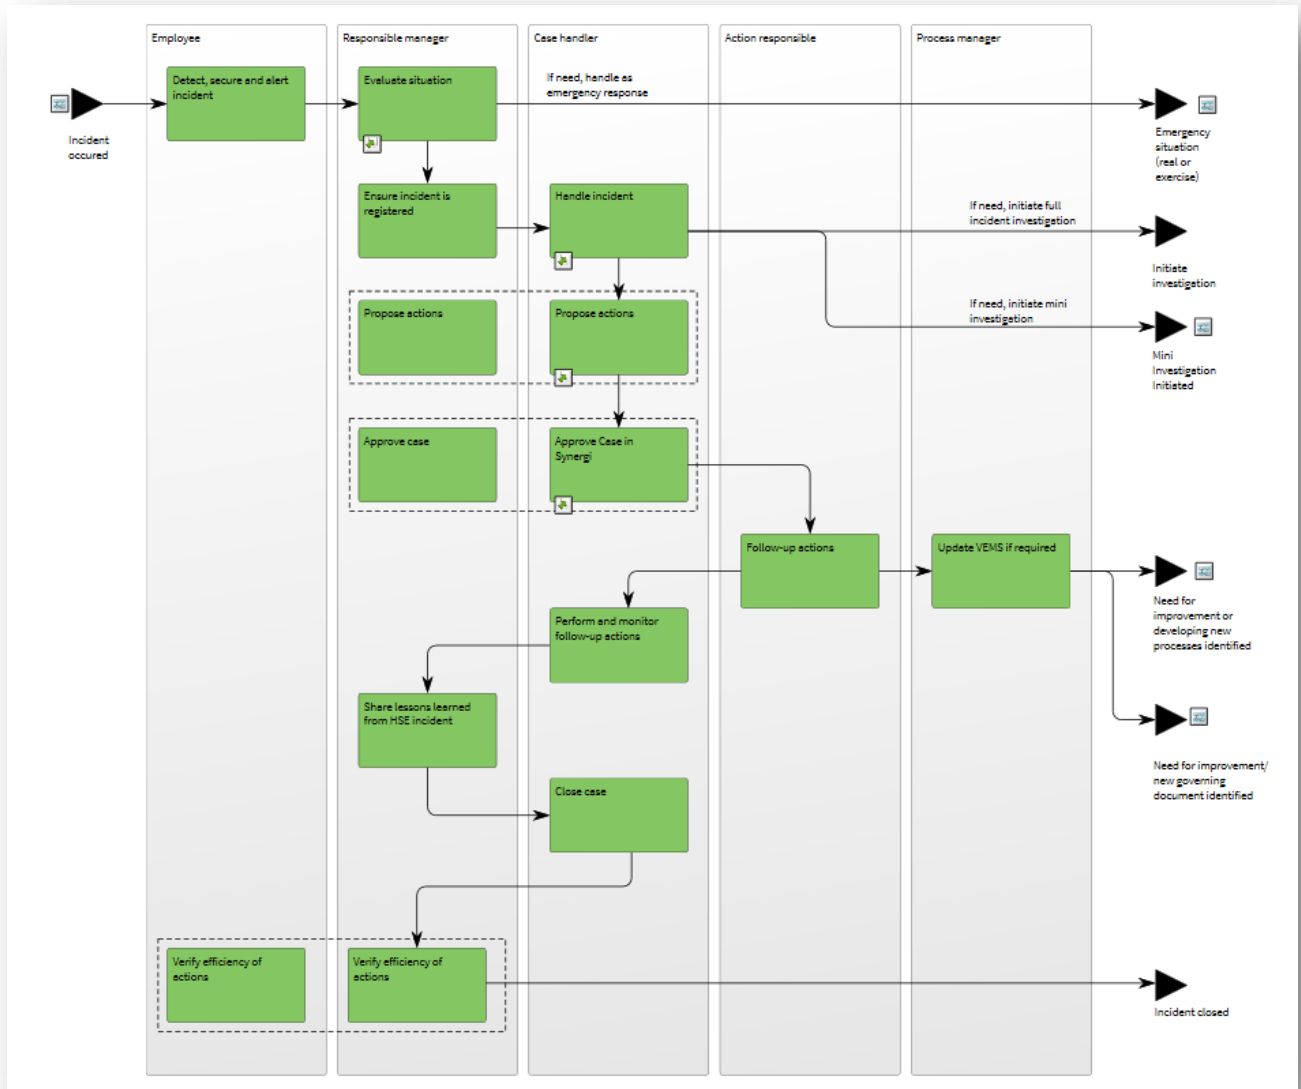 Employee
Responsible manager
Case handler
Action responsible
Process manager
Detect, secure and alert
incident
Evaluate situation
If need, handle as
emergency response
Incident
occured
Emergency
situation
(real or
exercise)
Ensure incident is
registered
Handle incident
If need, initiate full
incident investigation
Initiate
investigation
Propose actions
Propose actions
If need, initiate mini
investigation
Mini
Investigation
Initiated
Approve case
Approve Case in
Synergi
Follow-up actions
Update VEMS if required
Need for
improvement or
developing new
processes identified
Perform and monitor
follow-up actions
Share lessons learned
from HSE incident
Need for improvement/
new governing
document identified
Close case
Verify efficiency of
actions
Verify efficiency of
actions
Incident closed